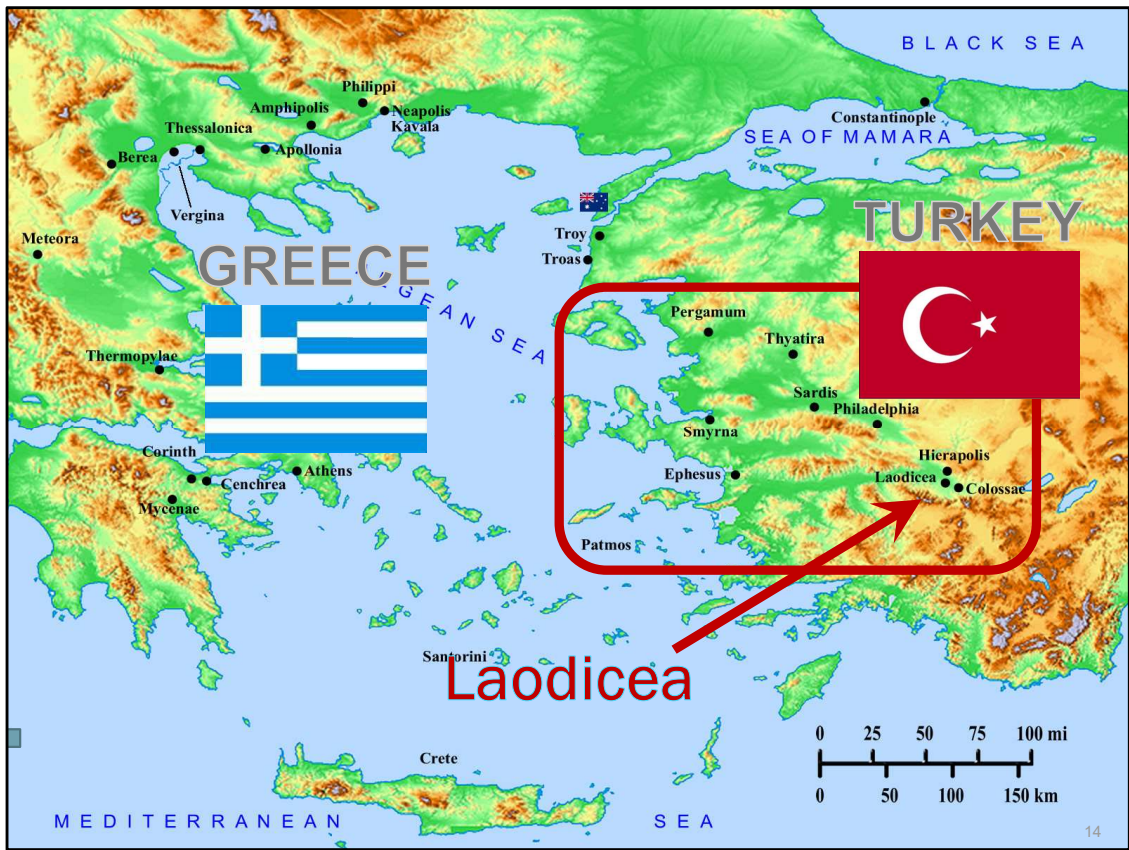 BLACK SEA
Philippi
Amphipolis
Neapolis
Kavala
Constantinople
Thessalonica
SEA OF MAMARA
Berea
Apollonia
Vergina
TURKEY
Meteora
Troy
GREECE
Troas
AEGEAN SEA
Pergamum
Thyatira
Thermopylae
Sardis
Philadelphia
Smyrna
Corinth
Hierapolis
Athens
Ephesus
Laodicea
Cenchrea
Colossae
Mycenae
Patmos
Santorini
Laodicea
0 25 50 75 100 mi
Crete
0 50 100 150 km
MEDITERRANEAN SEA
14